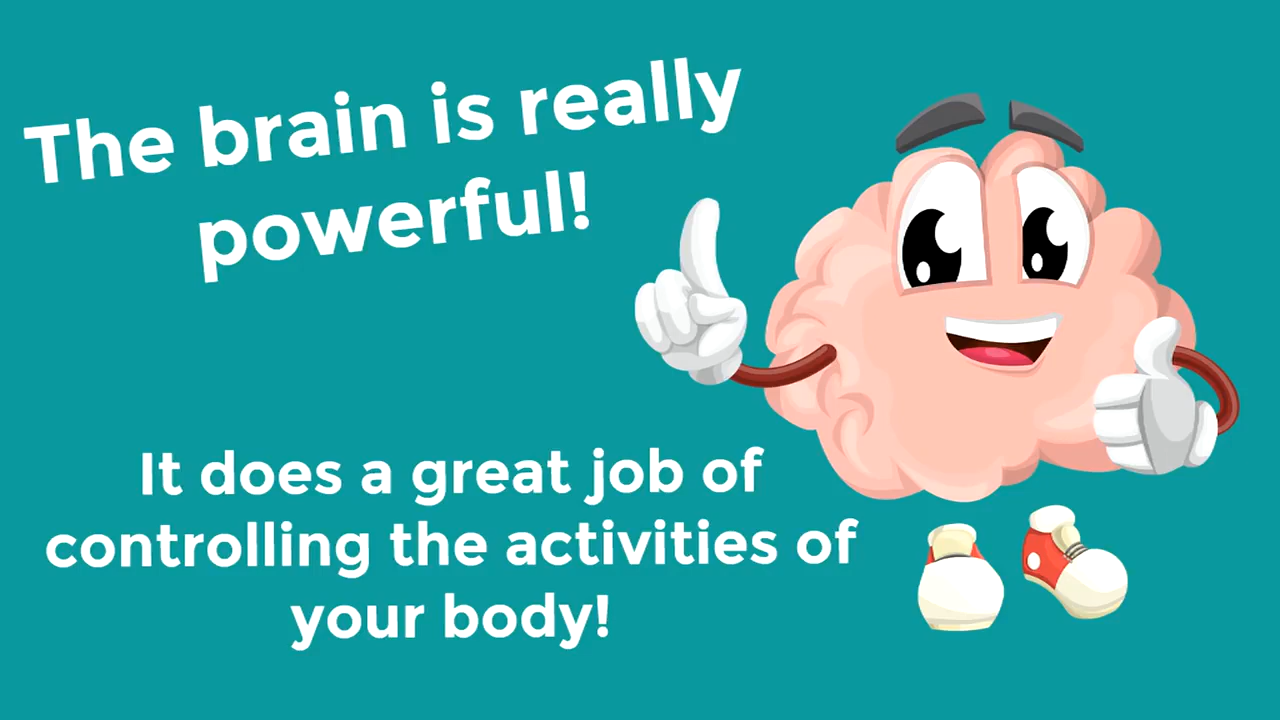 The brain is really
powerful!
It does a great job of
controlling the activities of
your body!